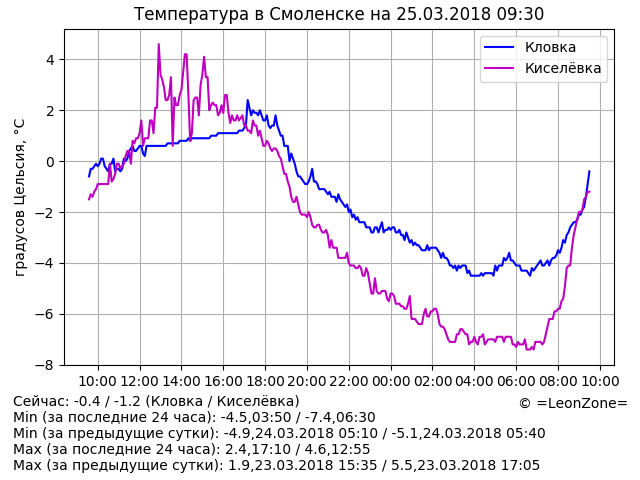 Температура в Смоленске на 25.03.2018 09:30
Кловка
Киселёвка
градусов Цельсия, °C
4
2
0
−2
−4
−6
−8
10:00 12:00 14:00 16:00 18:00 20:00 22:00 00:00 02:00 04:00 06:00 08:00 10:00
Сейчас: -0.4 / -1.2 (Кловка / Киселёвка)
© =LeonZone=
Min (за последние 24 часа): -4.5,03:50 / -7.4,06:30
Min (за предыдущие сутки): -4.9,24.03.2018 05:10 / -5.1,24.03.2018 05:40
Max (за последние 24 часа): 2.4,17:10 / 4.6,12:55
Max (за предыдущие сутки): 1.9,23.03.2018 15:35 / 5.5,23.03.2018 17:05